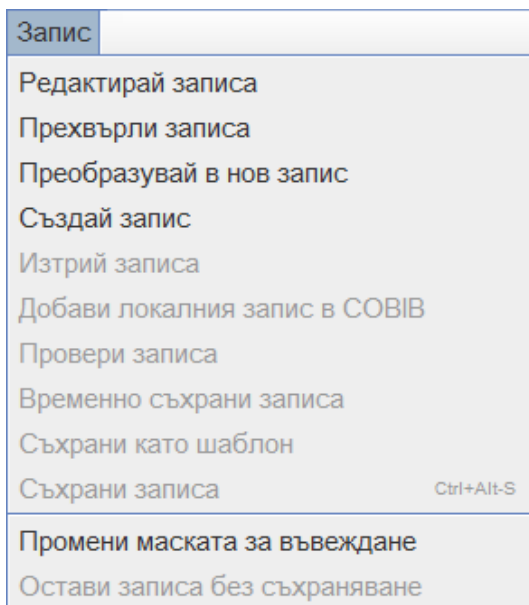 Запис
Редактирай записа
Прехвърли записа
Преобразувай в нов запис
Създай запис
Изтрий записа
Добави локалния запис в COBIB
Провери записа
Временно съхрани записа
Съхрани като шаблон
Съхрани записа Ctrl+Alt-S
Промени маската за въвеждане
Остави записа без съхраняване